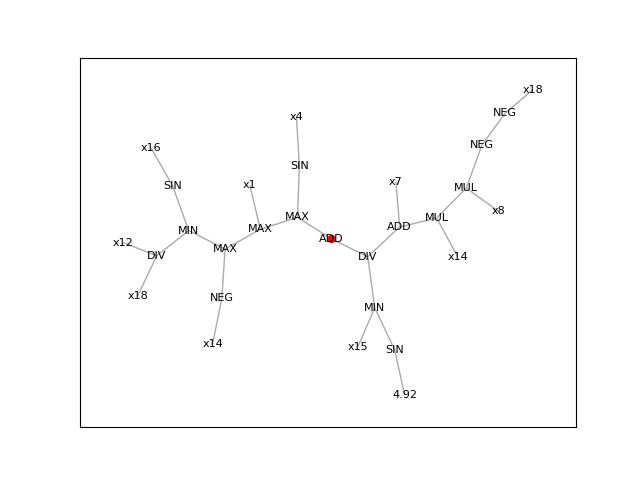 x18
NEG
x4
NEG
x16
SIN
x7
x1
SIN
MUL
x8
MAX
MUL
ADD
MAX
MIN
ADD
x12
MAX
DIV
DIV
x14
x18
NEG
MIN
x14
x15
SIN
4.92